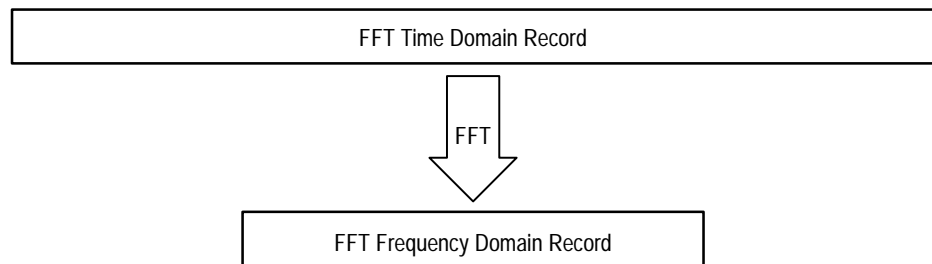 FFT Time Domain Record
FFT
FFT Frequency Domain Record